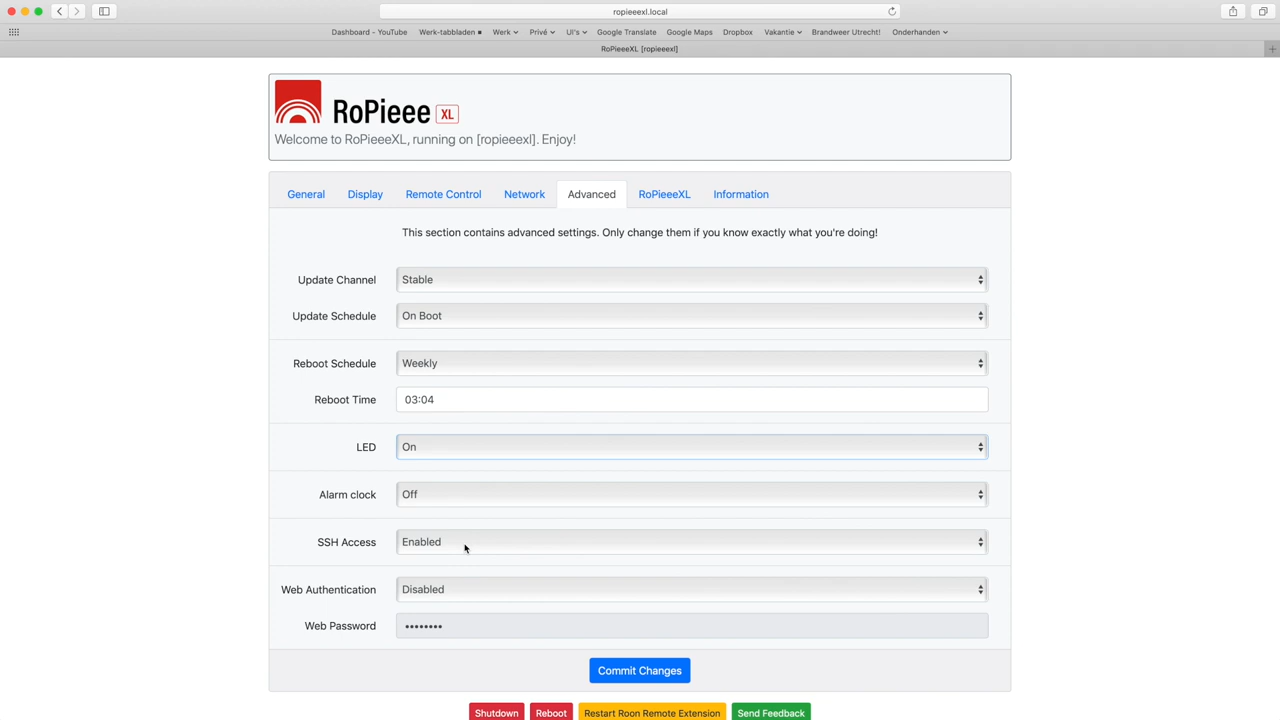 ropieeexl.local
Dashboard - YouTube Werk-tabbladen Werk Privé UI's Google Translate Google Maps Dropbox Vakantie Brandweer Utrecht! Onderhanden
RoPieeeXL [ropieeexl]
RoPieee XL
Welcome to RoPieeeXL, running on [ropieeexl]. Enjoy!
General Display Remote Control Network Advanced RoPieeeXL Information
This section contains advanced settings. Only change them if you know exactly what you're doing!
Update Channel Stable
Update Schedule On Boot
Reboot Schedule Weekly
Reboot Time 03:04
LED On
Alarm clock Off
SSH Access Enabled
Web Authentication Disabled
Web Password ••••••••
Commit Changes
Shutdown Reboot Restart Roon Remote Extension Send Feedback